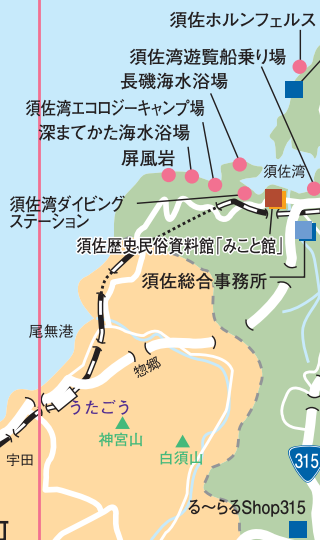 須佐ホルンフェルス
須佐湾遊覧船乗り場
長磯海水浴場
須佐湾エコロジーキャンプ場
深まてかた海水浴場
屏風岩
須佐湾
須佐湾ダイビング
ステーション
須佐歴史民俗資料館「みこと館」
須佐総合事務所
尾無港
惣郷
うたごう
神宮山
白須山
宇田
315
る～らるShop315
町